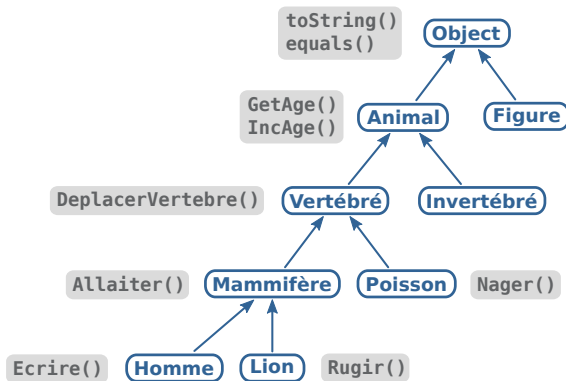 toString()
equals()
Object
GetAge()
IncAge()
Animal
Figure
DeplacerVertebre()
Vertébré
Invertébré
Allaiter()
Mammifère
Poisson
Nager()
Ecrire()
Homme
Lion
Rugir()